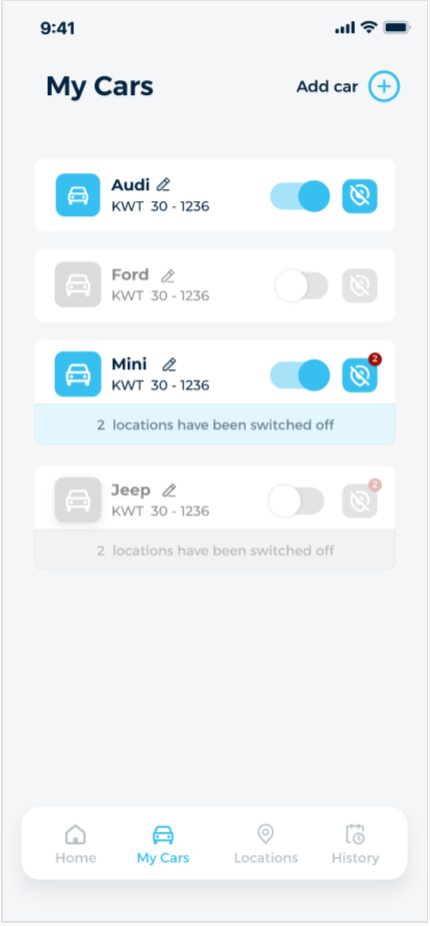 9:41
My Cars
Add car
Audi
KWT 30 - 1236
Ford
KWT 30 - 1236
Mini
KWT 30 - 1236
2
2 locations have been switched off
Jeep
KWT 30 - 1236
2
2 locations have been switched off
Home
My Cars
Locations
History